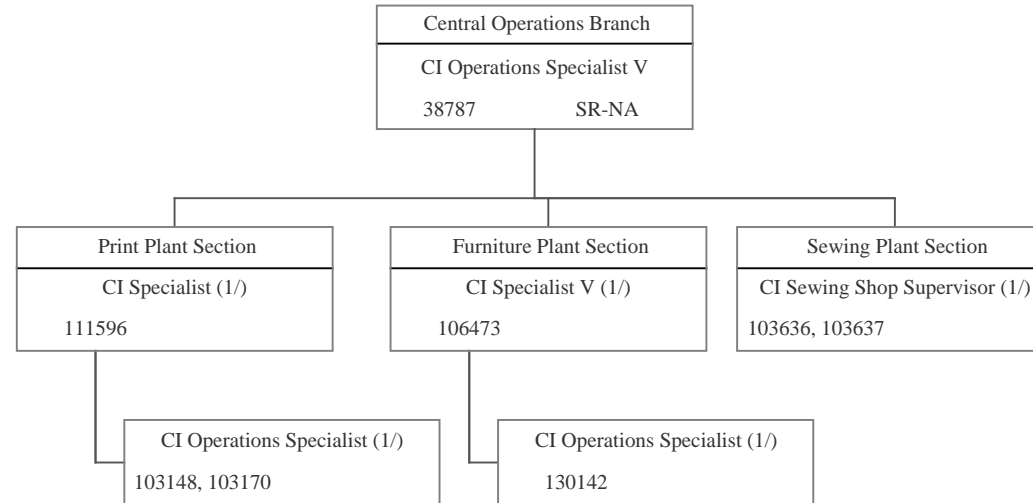 Central Operations Branch
CI Operations Specialist V
38787 SR-NA
Print Plant Section
CI Specialist (1/)
111596
Furniture Plant Section
CI Specialist V (1/)
106473
Sewing Plant Section
CI Sewing Shop Supervisor (1/)
103636, 103637
CI Operations Specialist (1/)
103148, 103170
CI Operations Specialist (1/)
130142